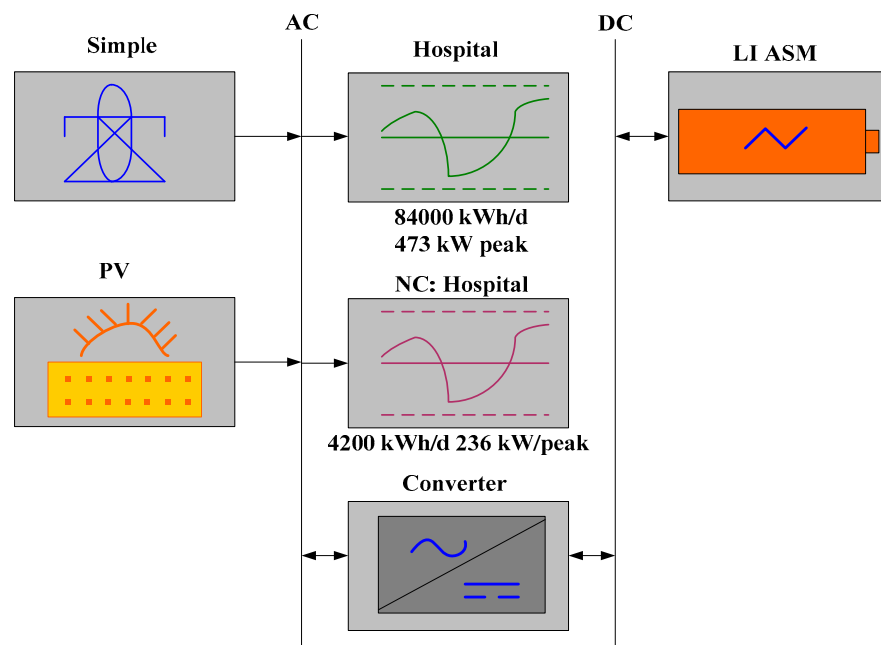 AC
DC
Simple
Hospital
LI ASM
84000 kWh/d
473 kW peak
PV
NC: Hospital
4200 kWh/d 236 kW/peak
Converter